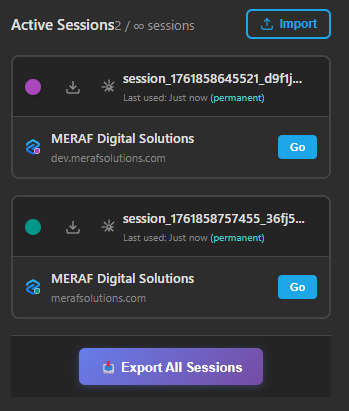 Active Sessions2 / ∞ sessions
Import
session_1761858645521_d9f1j...
Last used: Just now (permanent)
MERAF Digital Solutions
Go
dev.merafsolutions.com
session_1761858757455_36fj5...
Last used: Just now (permanent)
MERAF Digital Solutions
Go
merafsolutions.com
Export All Sessions